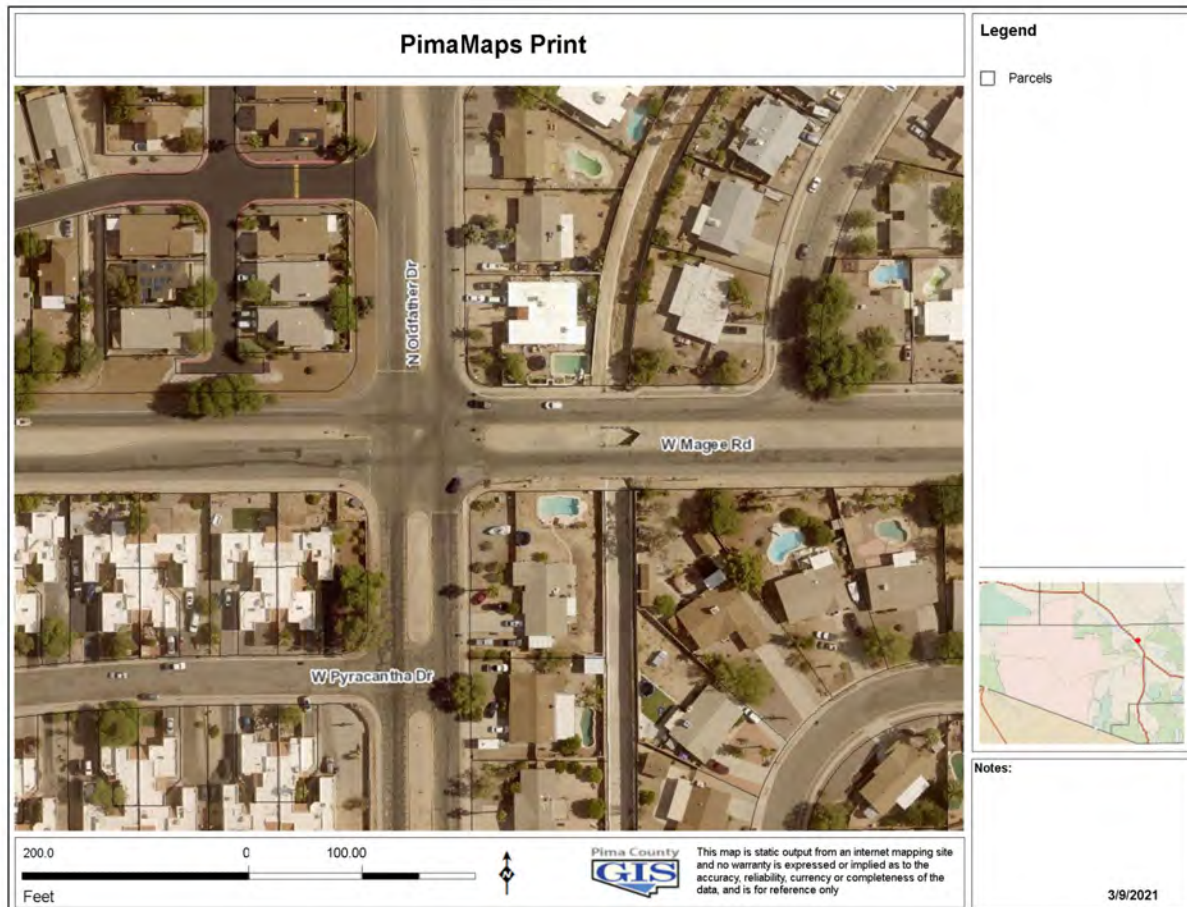 PimaMaps Print
Legend
Parcels
N Oldfather Dr
W Magee Rd
W Pyracantha Dr
200.0 0 100.00
Feet
N
Pima County
GIS
This map is static output from an internet mapping site
and no warranty is expressed or implied as to the
accuracy, reliability, currency or completeness of the
data, and is for reference only
Notes:
3/9/2021